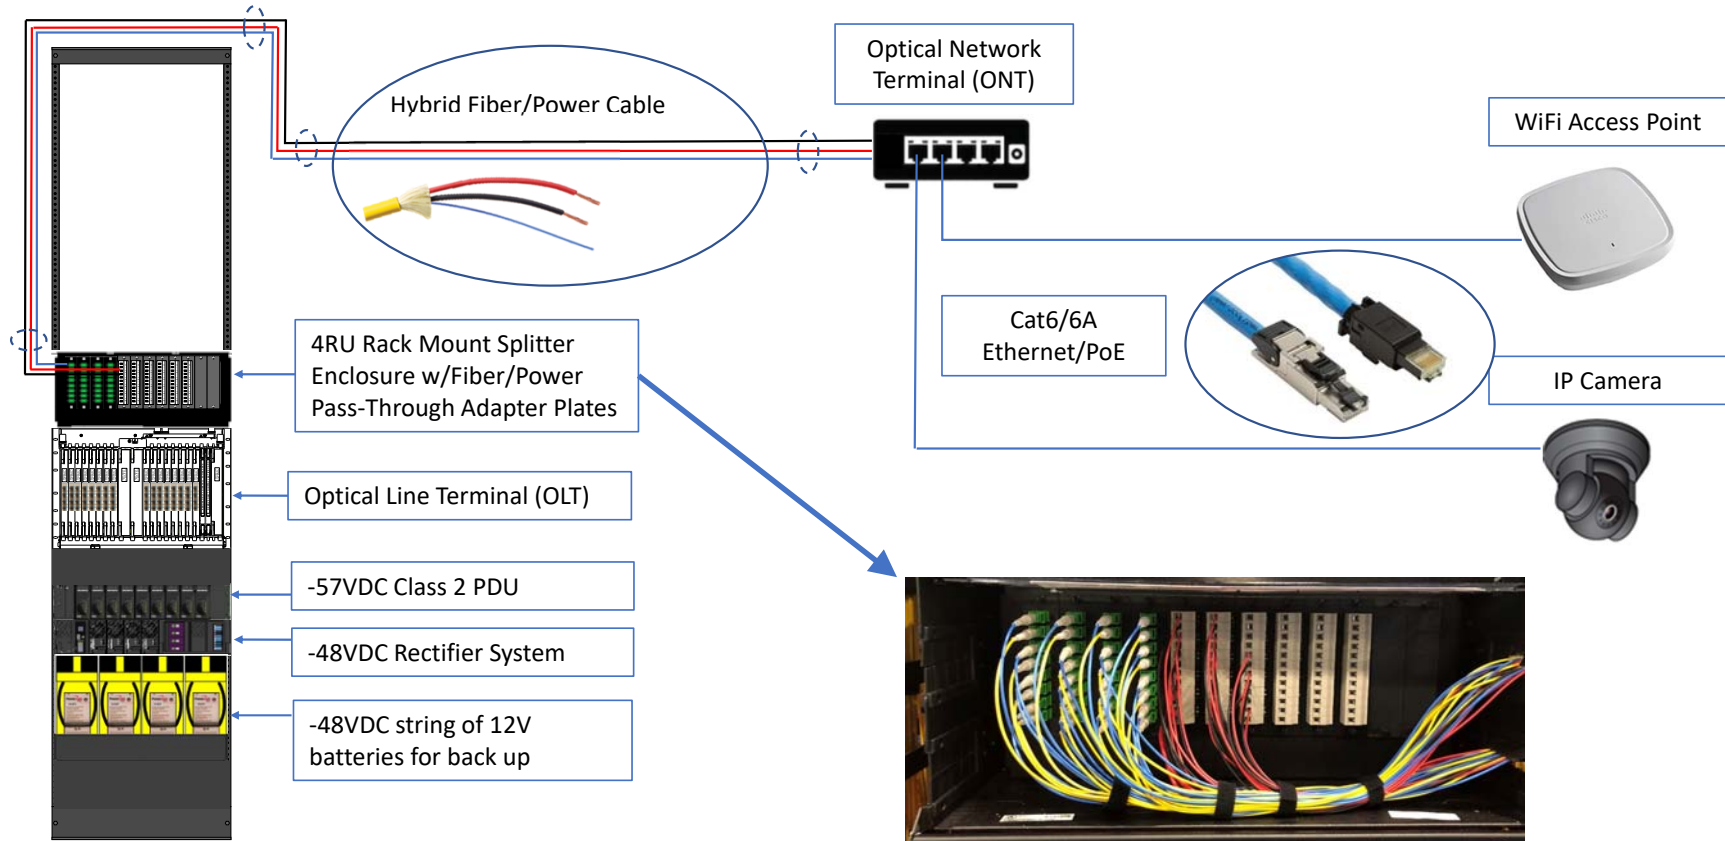 Optical Network
Terminal (ONT)
Hybrid Fiber/Power Cable
WiFi Access Point
4RU Rack Mount Splitter
Enclosure w/Fiber/Power
Pass-Through Adapter Plates
Cat6/6A
Ethernet/PoE
IP Camera
Optical Line Terminal (OLT)
-57VDC Class 2 PDU
-48VDC Rectifier System
-48VDC string of 12V
batteries for back up